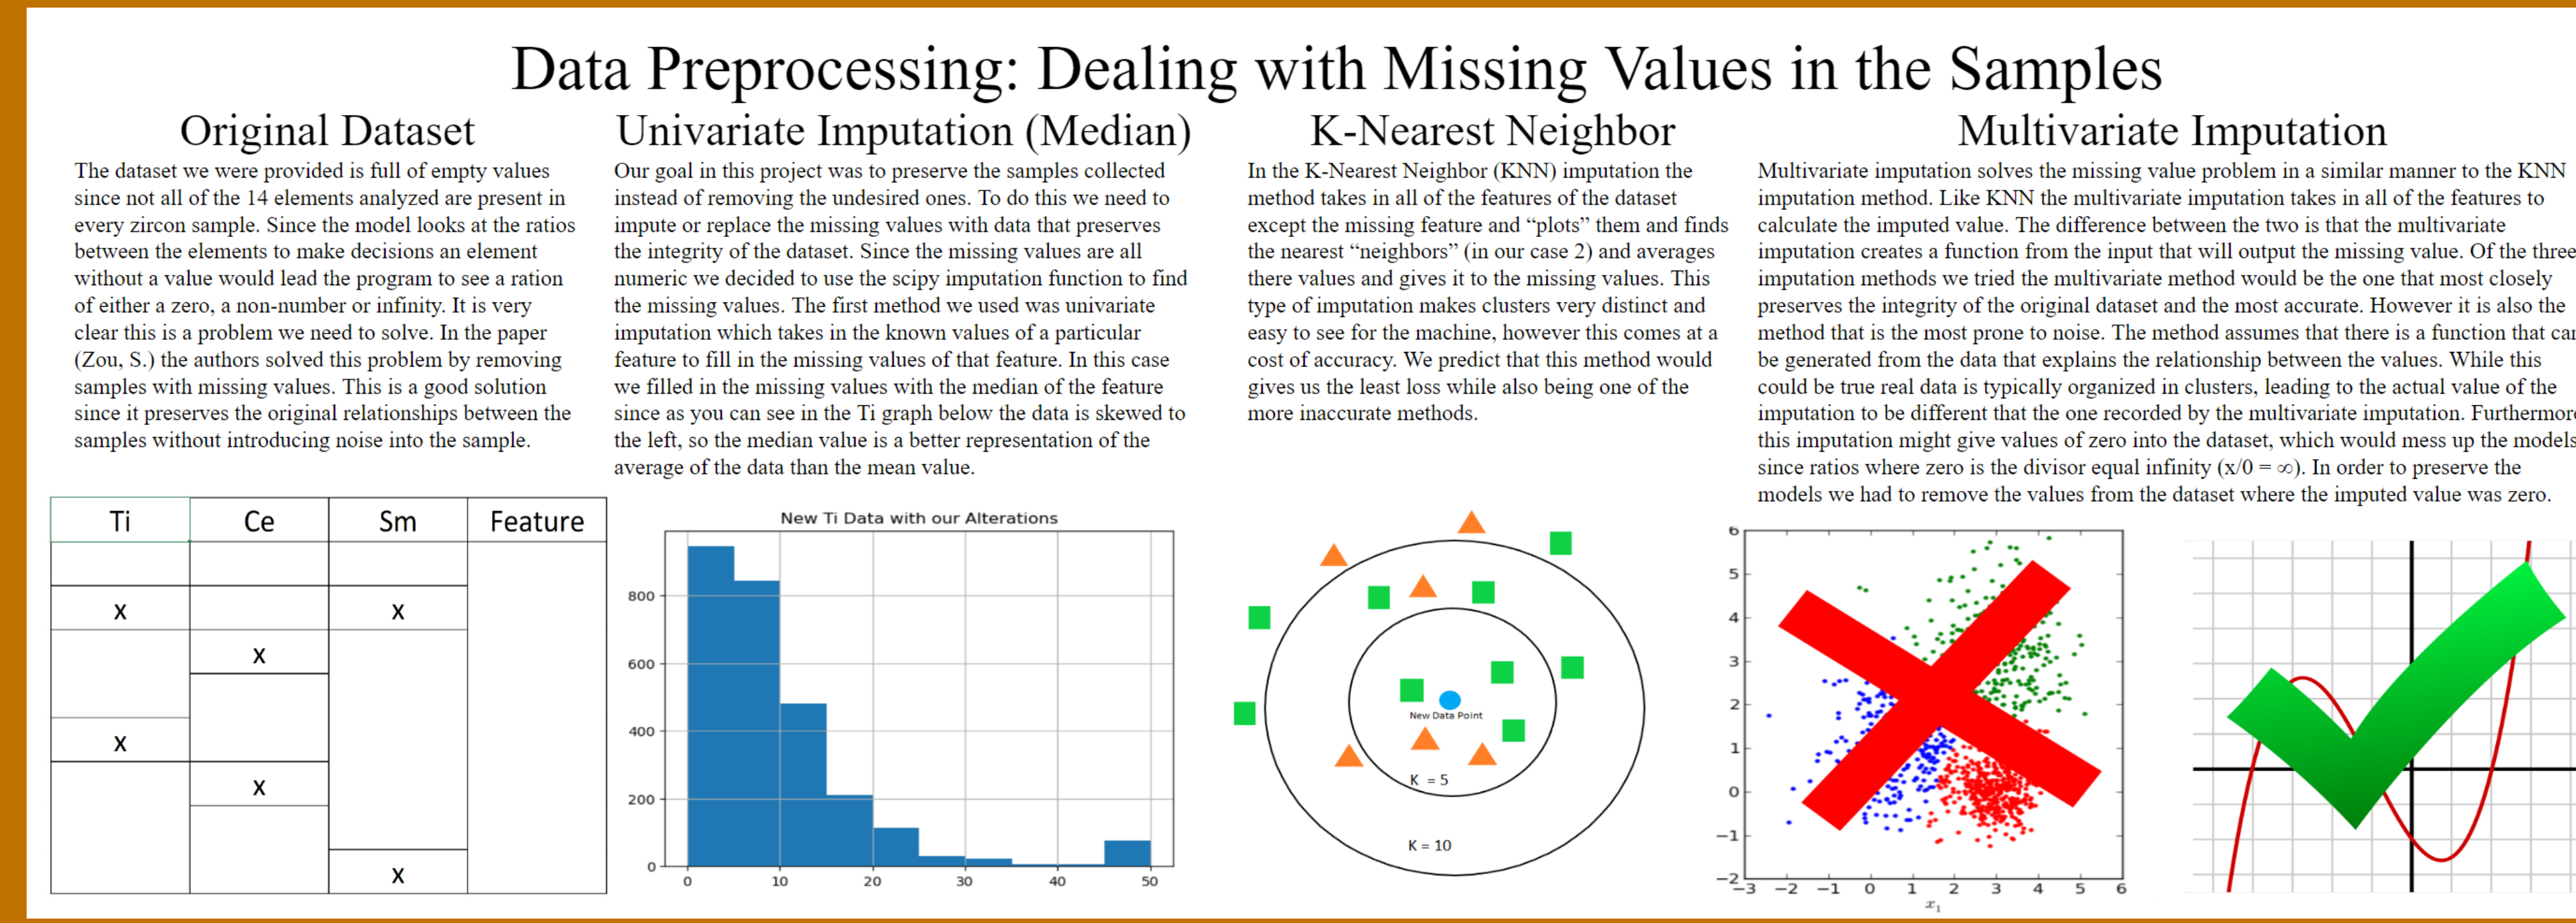 Data Preprocessing: Dealing with Missing Values in the Samples
Original Dataset
The dataset we were provided is full of empty values
since not all of the 14 elements analyzed are present in
every zircon sample. Since the model looks at the ratios
between the elements to make decisions an element
without a value would lead the program to see a ration
of either a zero, a non-number or infinity. It is very
clear this is a problem we need to solve. In the paper
(Zou, S.) the authors solved this problem by removing
samples with missing values. This is a good solution
since it preserves the original relationships between the
samples without introducing noise into the sample.
Ti Ce Sm Feature
x x
x
x
x
x
Univariate Imputation (Median)
Our goal in this project was to preserve the samples collected
instead of removing the undesired ones. To do this we need to
impute or replace the missing values with data that preserves
the integrity of the dataset. Since the missing values are all
numeric we decided to use the scipy imputation function to find
the missing values. The first method we used was univariate
imputation which takes in the known values of a particular
feature to fill in the missing values of that feature. In this case
we filled in the missing values with the median of the feature
since as you can see in the Ti graph below the data is skewed to
the left, so the median value is a better representation of the
average of the data than the mean value.
New Ti Data with our Alterations
800
600
400
200
0
0 10 20 30 40 50
K-Nearest Neighbor
In the K-Nearest Neighbor (KNN) imputation the
method takes in all of the features of the dataset
except the missing feature and “plots” them and finds
the nearest “neighbors” (in our case 2) and averages
there values and gives it to the missing values. This
type of imputation makes clusters very distinct and
easy to see for the machine, however this comes at a
cost of accuracy. We predict that this method would
gives us the least loss while also being one of the
more inaccurate methods.
New Data Point
K = 5
K = 10
Multivariate Imputation
Multivariate imputation solves the missing value problem in a similar manner to the KNN
imputation method. Like KNN the multivariate imputation takes in all of the features to
calculate the imputed value. The difference between the two is that the multivariate
imputation creates a function from the input that will output the missing value. Of the three
imputation methods we tried the multivariate method would be the one that most closely
preserves the integrity of the original dataset and the most accurate. However it is also the
method that is the most prone to noise. The method assumes that there is a function that can
be generated from the data that explains the relationship between the values. While this
could be true real data is typically organized in clusters, leading to the actual value of the
imputation to be different that the one recorded by the multivariate imputation. Furthermore
this imputation might give values of zero into the dataset, which would mess up the models
since ratios where zero is the divisor equal infinity (x/0 = ∞). In order to preserve the
models we had to remove the values from the dataset where the imputed value was zero.
6
5
4
3
2
1
0
−1
−2
−3 −2 −1 0 1 2 3 4 5 6
x₁